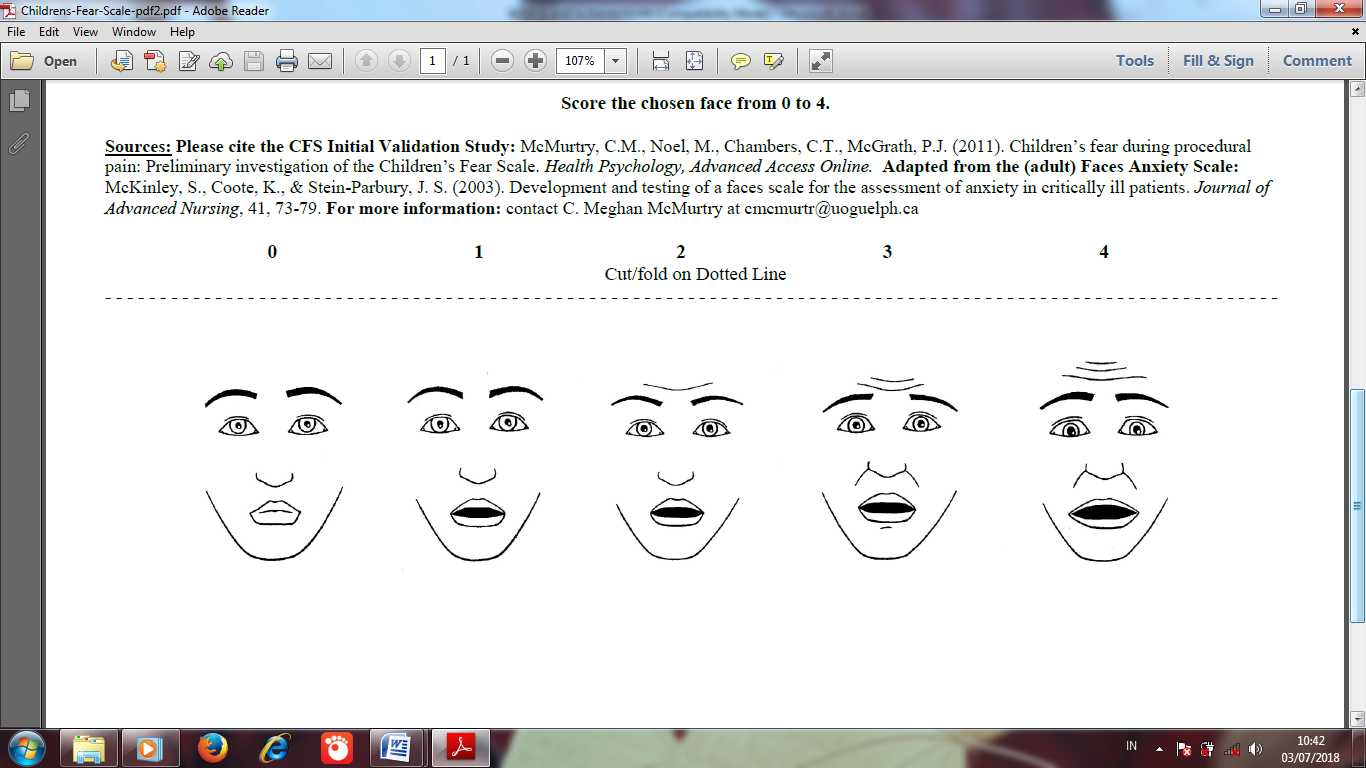 Childrens-Fear-Scale-pdf2.pdf - Adobe Reader
File Edit View Window Help
Open 1 / 1 107% Tools Fill & Sign Comment
Score the chosen face from 0 to 4.
Sources: Please cite the CFS Initial Validation Study: McMurtry, C.M., Noel, M., Chambers, C.T., McGrath, P.J. (2011). Children's fear during procedural
pain: Preliminary investigation of the Children's Fear Scale. Health Psychology, Advanced Access Online. Adapted from the (adult) Faces Anxiety Scale:
McKinley, S., Coote, K., & Stein-Parbury, J. S. (2003). Development and testing of a faces scale for the assessment of anxiety in critically ill patients. Journal of
Advanced Nursing, 41, 73-79. For more information: contact C. Meghan McMurtry at cmcmurtr@uoguelph.ca
0 1 2 3 4
Cut/fold on Dotted Line
IN 10:42
03/07/2018